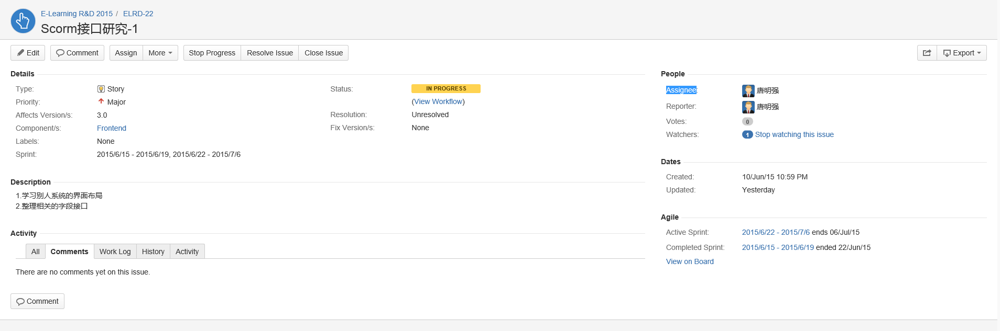 E-Learning R&D 2015 / ELRD-22
Scorm接口研究-1
Edit Comment Assign More Stop Progress Resolve Issue Close Issue Export
Details
Type: Story
Priority: Major
Affects Version/s: 3.0
Component/s: Frontend
Labels: None
Sprint: 2015/6/15 - 2015/6/19, 2015/6/22 - 2015/7/6
Status: IN PROGRESS
(View Workflow)
Resolution: Unresolved
Fix Version/s: None
Description
1.学习别人系统的界面布局
2.整理相关的字段接口
Activity
All Comments Work Log History Activity
There are no comments yet on this issue.
Comment
People
Assignee: 唐明强
Reporter: 唐明强
Votes: 0
Watchers: 1 Stop watching this issue
Dates
Created: 10/Jun/15 10:59 PM
Updated: Yesterday
Agile
Active Sprint: 2015/6/22 - 2015/7/6 ends 06/Jul/15
Completed Sprint: 2015/6/15 - 2015/6/19 ended 22/Jun/15
View on Board